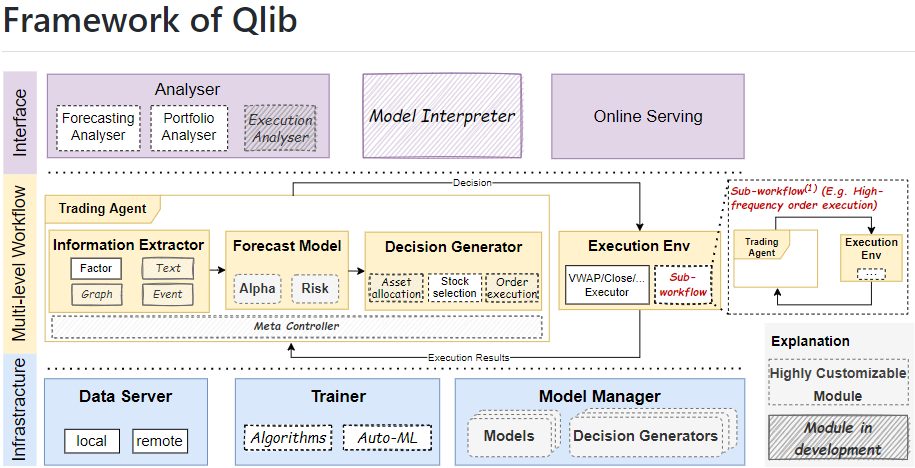 Framework of Qlib
Interface
Analyser
Forecasting
Analyser
Portfolio
Analyser
Execution
Analyser
Model Interpreter
Online Serving
Multi-level Workflow
Decision
Trading Agent
Information Extractor
Factor
Text
Graph
Event
Forecast Model
Alpha
Risk
Decision Generator
Asset
allocation
Stock
selection
Order
execution
Meta Controller
Execution Env
VWAP/Close/...
Executor
Sub-
workflow
Execution Results
Sub-workflow(1) (E.g. High-
frequency order execution)
Trading
Agent
Execution
Env
...
Explanation
Highly Customizable
Module
Module in
development
Infrastracture
Data Server
local
remote
Trainer
Algorithms
Auto-ML
Model Manager
Models
Decision Generators